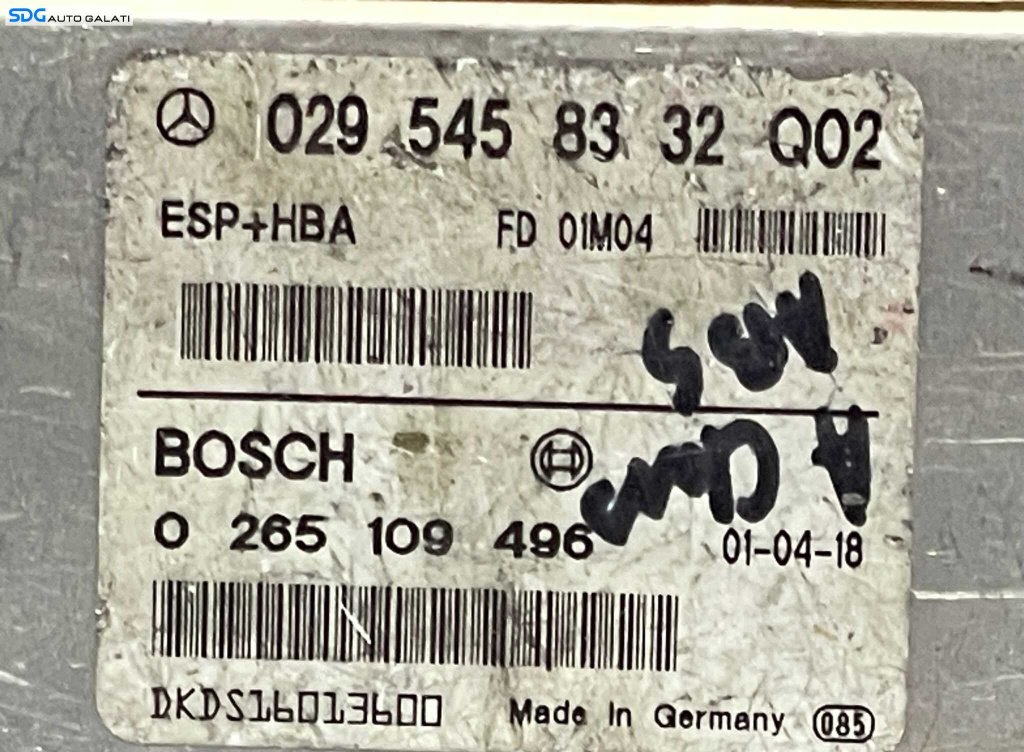 SDG AUTO GALATI
029 545 83 32 Q02
ESP+HBA FD 01M04
BOSCH
0 265 109 496 01-04-18
DKDS16013600 Made In Germany 085